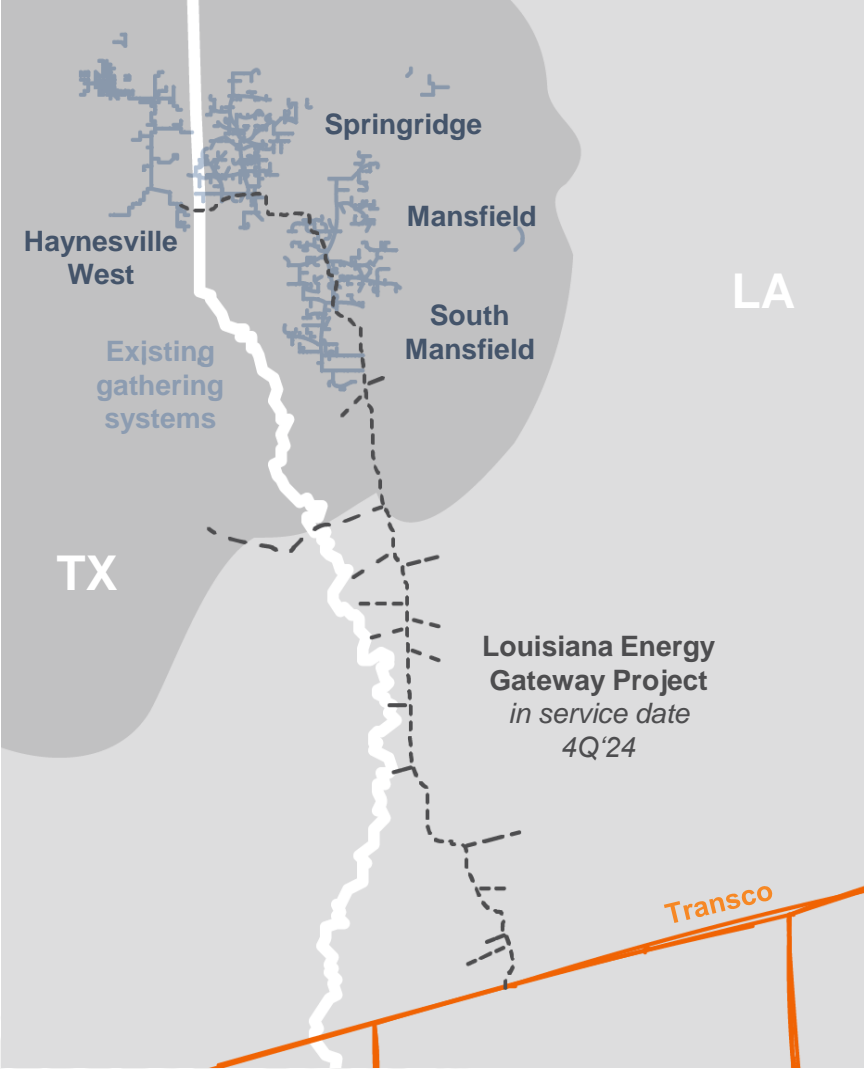 Springridge
Mansfield
Haynesville
West
LA
South
Mansfield
Existing
gathering
systems
TX
Louisiana Energy
Gateway Project
in service date
4Q‘24
Transco